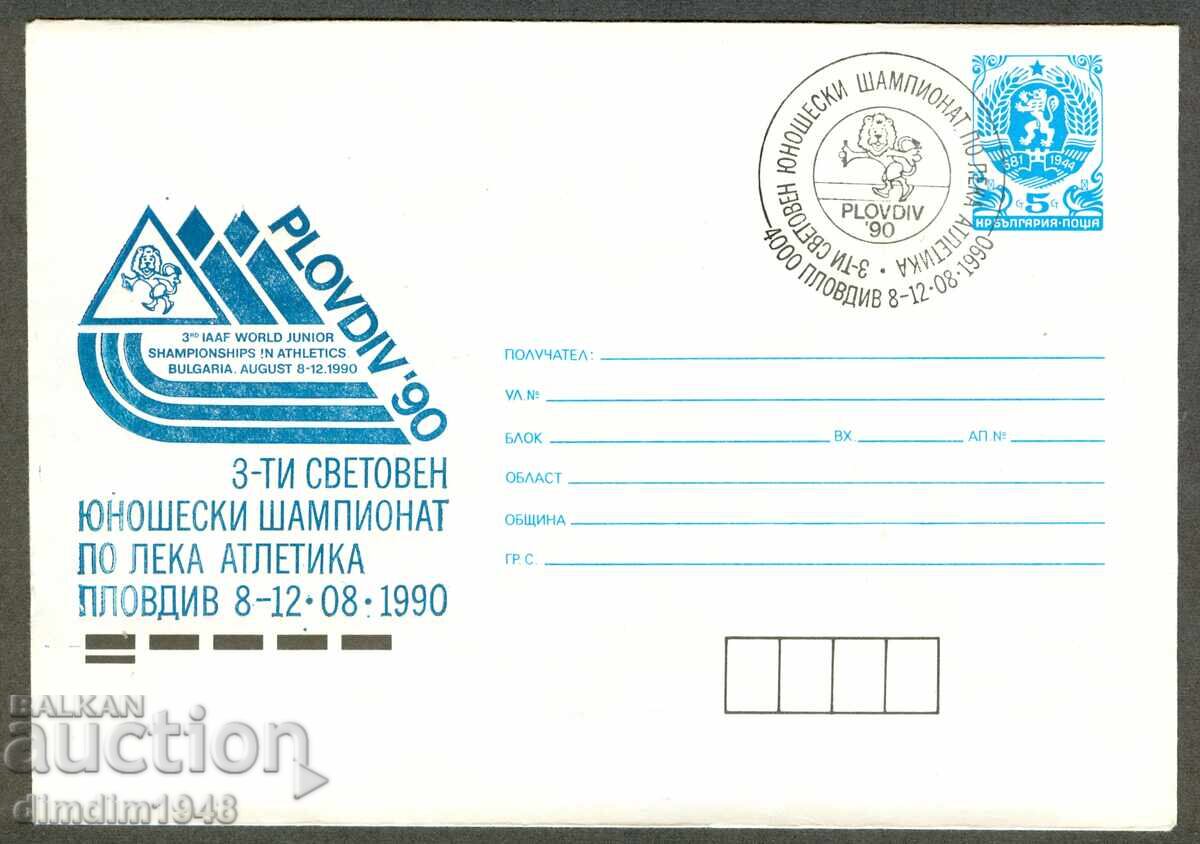 3-ТИ СВЕТОВЕН ЮНОШЕСКИ ШАМПИОНАТ ПО ЛЕКА АТЛЕТИКА •
PLOVDIV
'90
4000 ПЛОВДИВ 8-12·08·1990
681 1944
5
НР БЪЛГАРИЯ·ПОЩА
PLOVDIV '90
3RD IAAF WORLD JUNIOR
SHAMPIONSHIPS IN ATHLETICS
BULGARIA. AUGUST 8-12.1990
3-ТИ СВЕТОВЕН
ЮНОШЕСКИ ШАМПИОНАТ
ПО ЛЕКА АТЛЕТИКА
ПЛОВДИВ 8-12·08·1990
ПОЛУЧАТЕЛ:
УЛ.№
БЛОК ВХ. АП.№
ОБЛАСТ
ОБЩИНА
ГР. С.
BALKAN
auction
dimdim1948